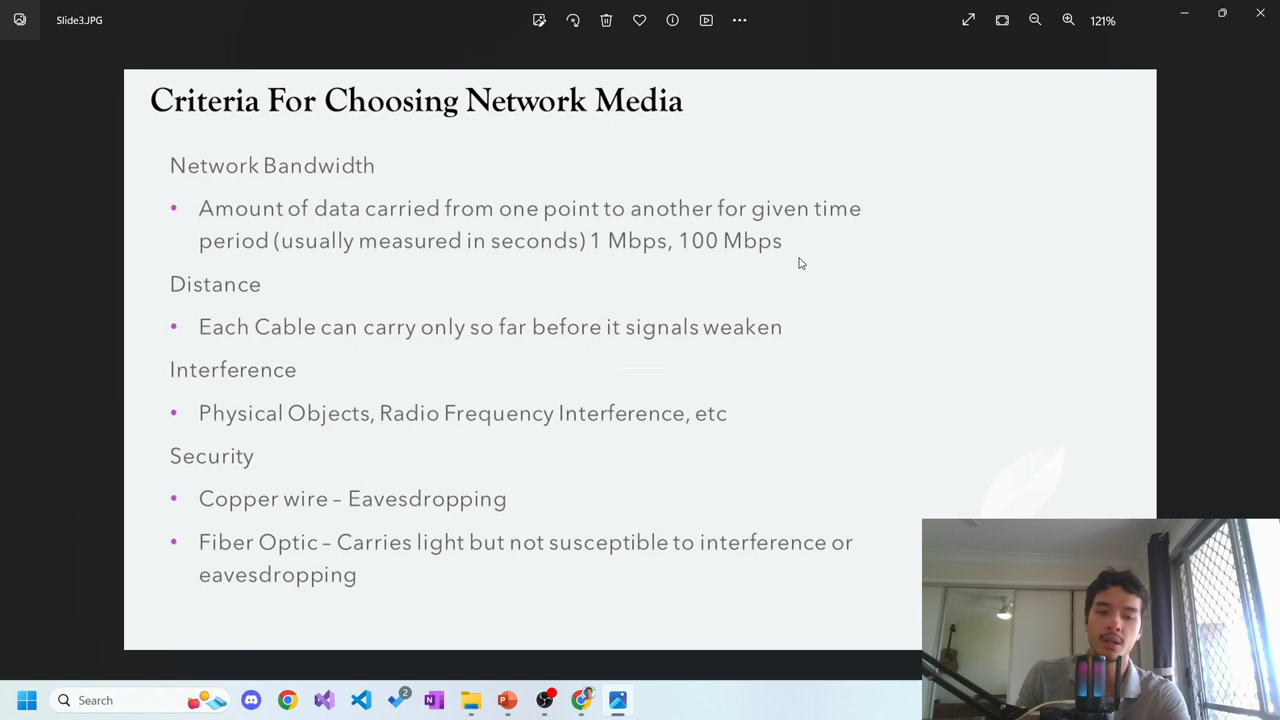 Slide3.JPG
121%
Criteria For Choosing Network Media
Network Bandwidth
• Amount of data carried from one point to another for given time
period (usually measured in seconds) 1 Mbps, 100 Mbps
Distance
• Each Cable can carry only so far before it signals weaken
Interference
• Physical Objects, Radio Frequency Interference, etc
Security
• Copper wire – Eavesdropping
• Fiber Optic – Carries light but not susceptible to interference or
eavesdropping
Search
2